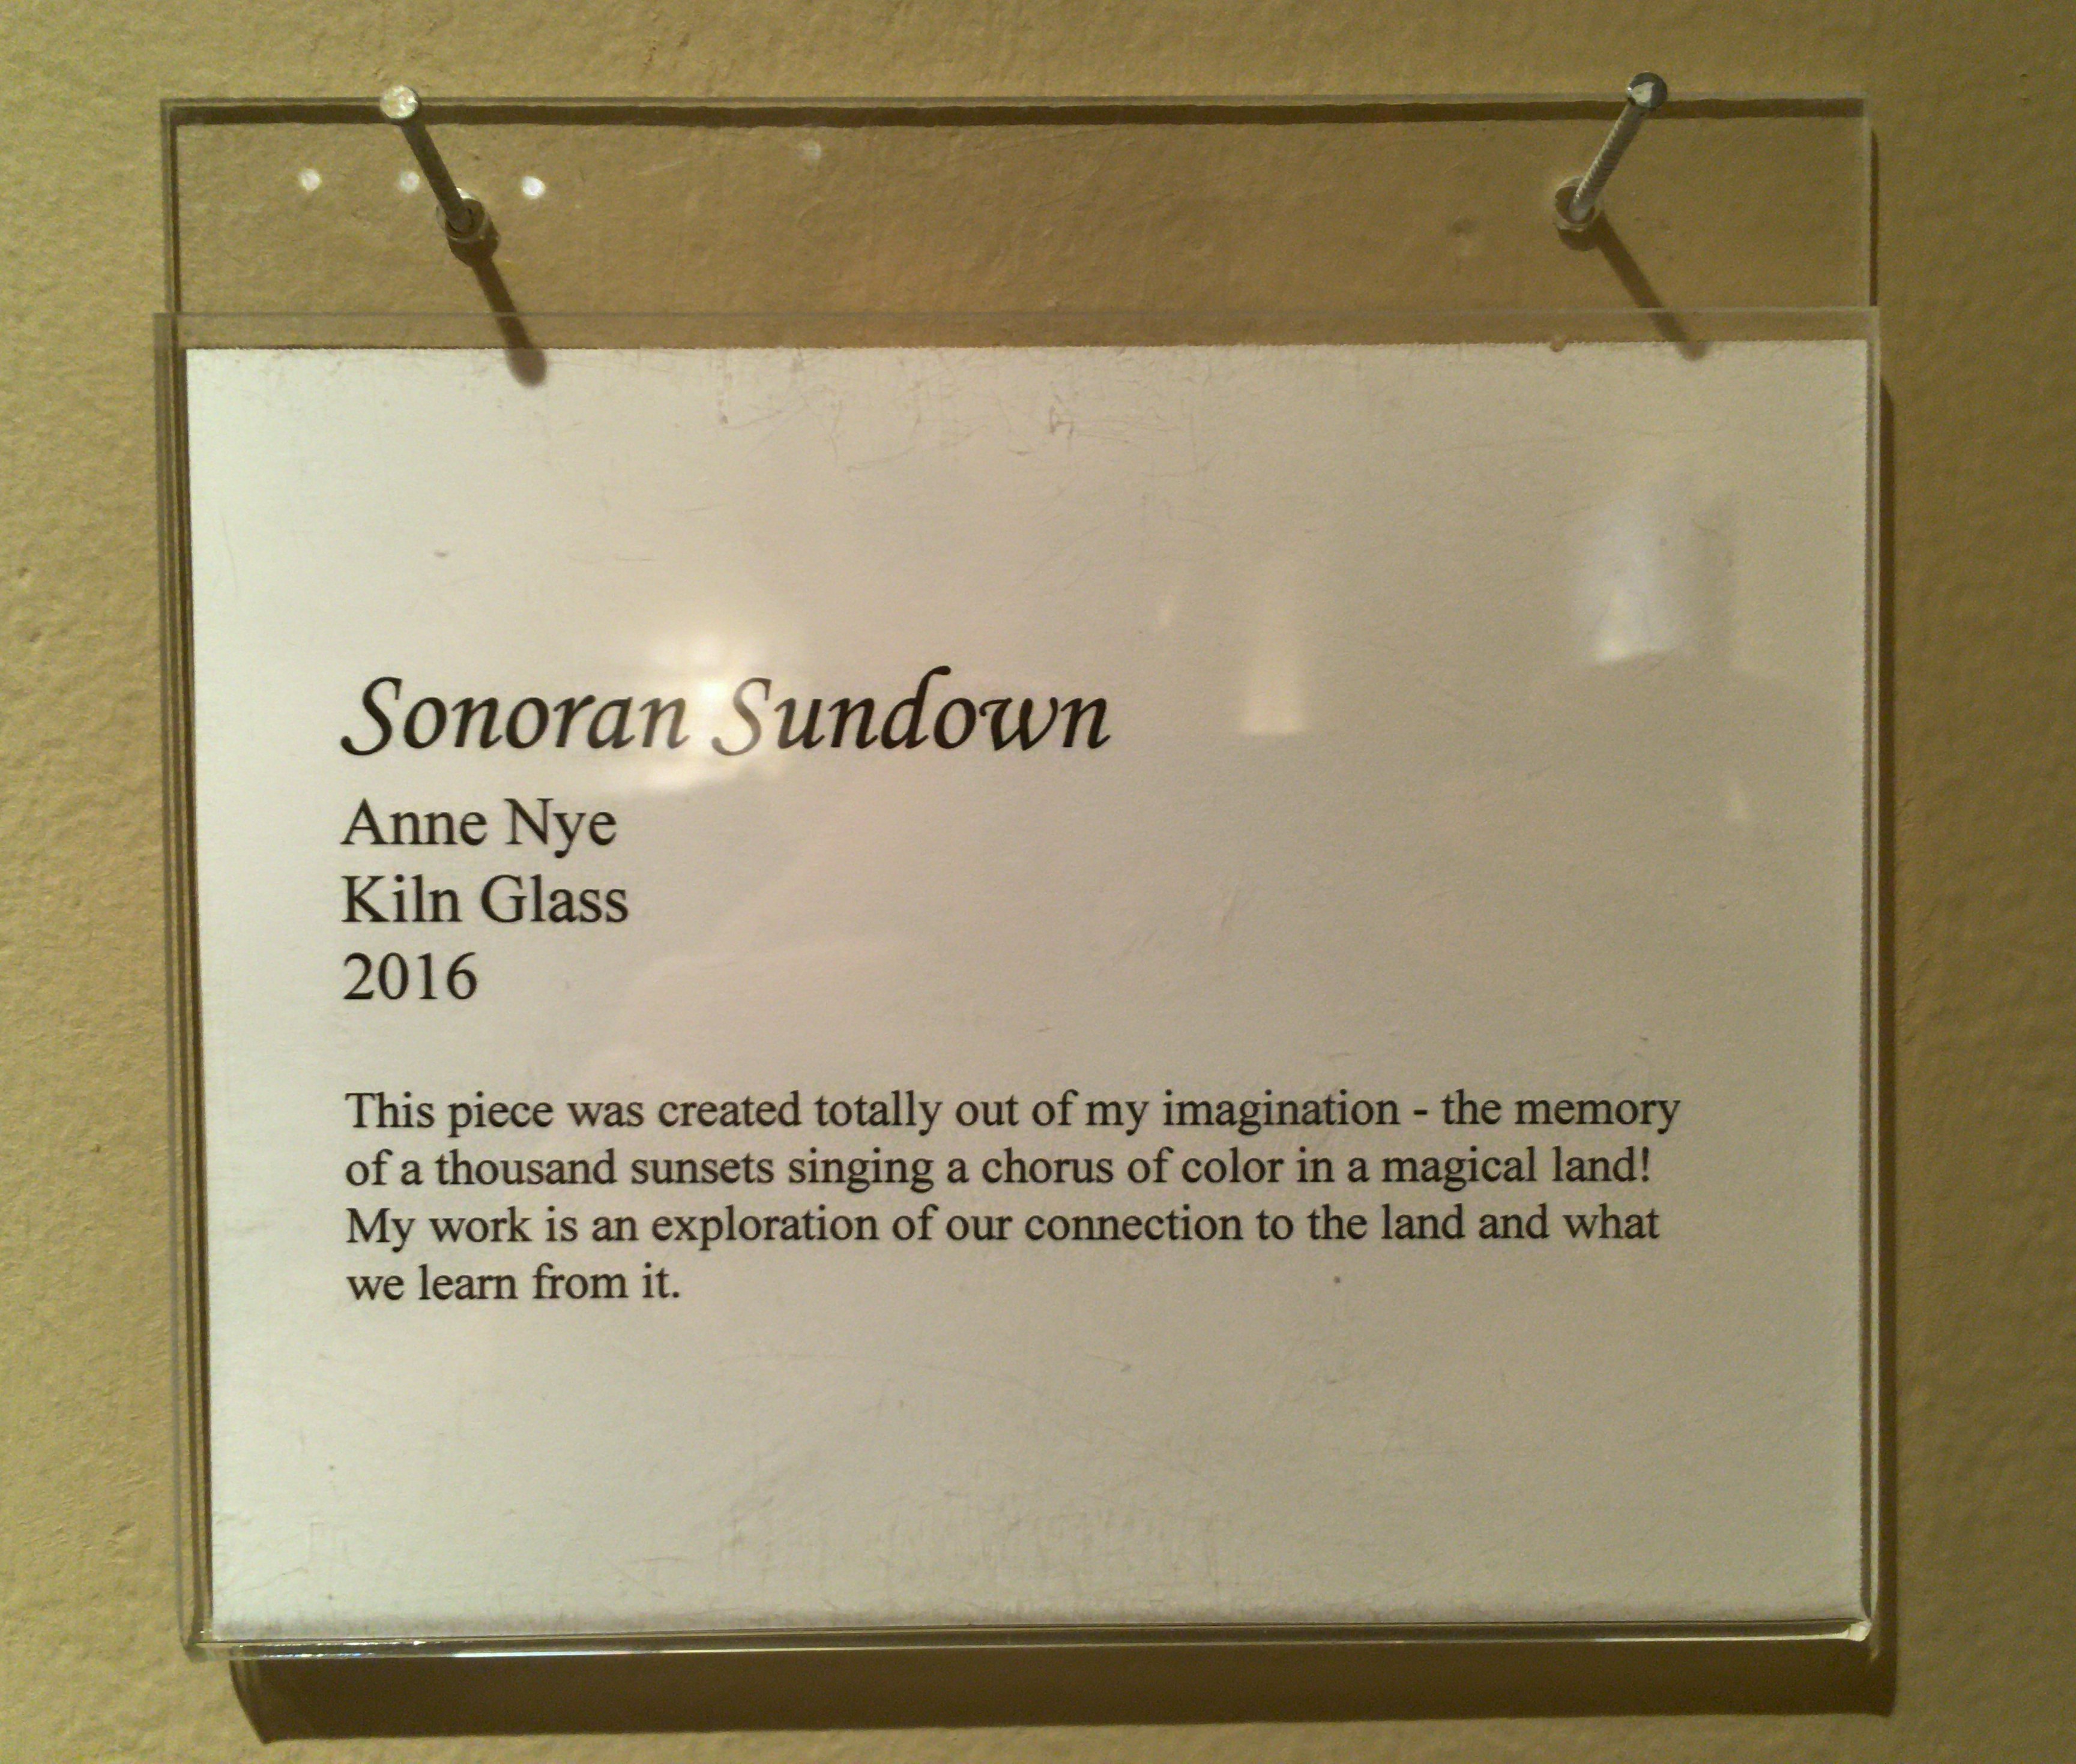 Sonoran Sundown
Anne Nye
Kiln Glass
2016
This piece was created totally out of my imagination - the memory
of a thousand sunsets singing a chorus of color in a magical land!
My work is an exploration of our connection to the land and what
we learn from it.